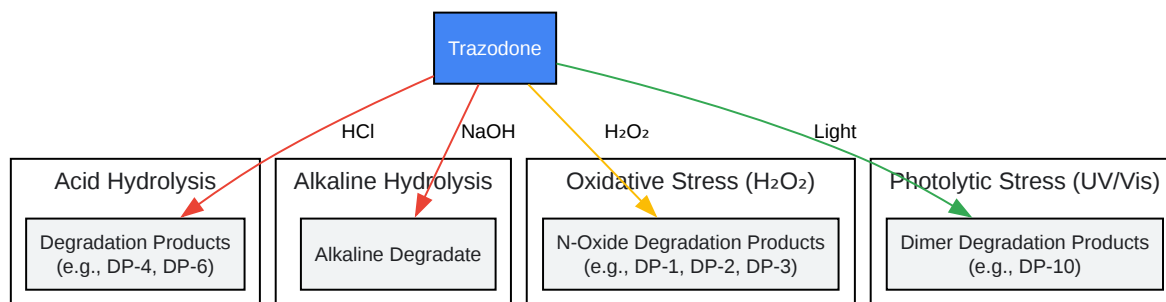 Trazodone
HCl
NaOH
H₂O₂
Light
Acid Hydrolysis
Alkaline Hydrolysis
Oxidative Stress (H₂O₂)
Photolytic Stress (UV/Vis)
Degradation Products
(e.g., DP-4, DP-6)
Alkaline Degradate
N-Oxide Degradation Products
(e.g., DP-1, DP-2, DP-3)
Dimer Degradation Products
(e.g., DP-10)